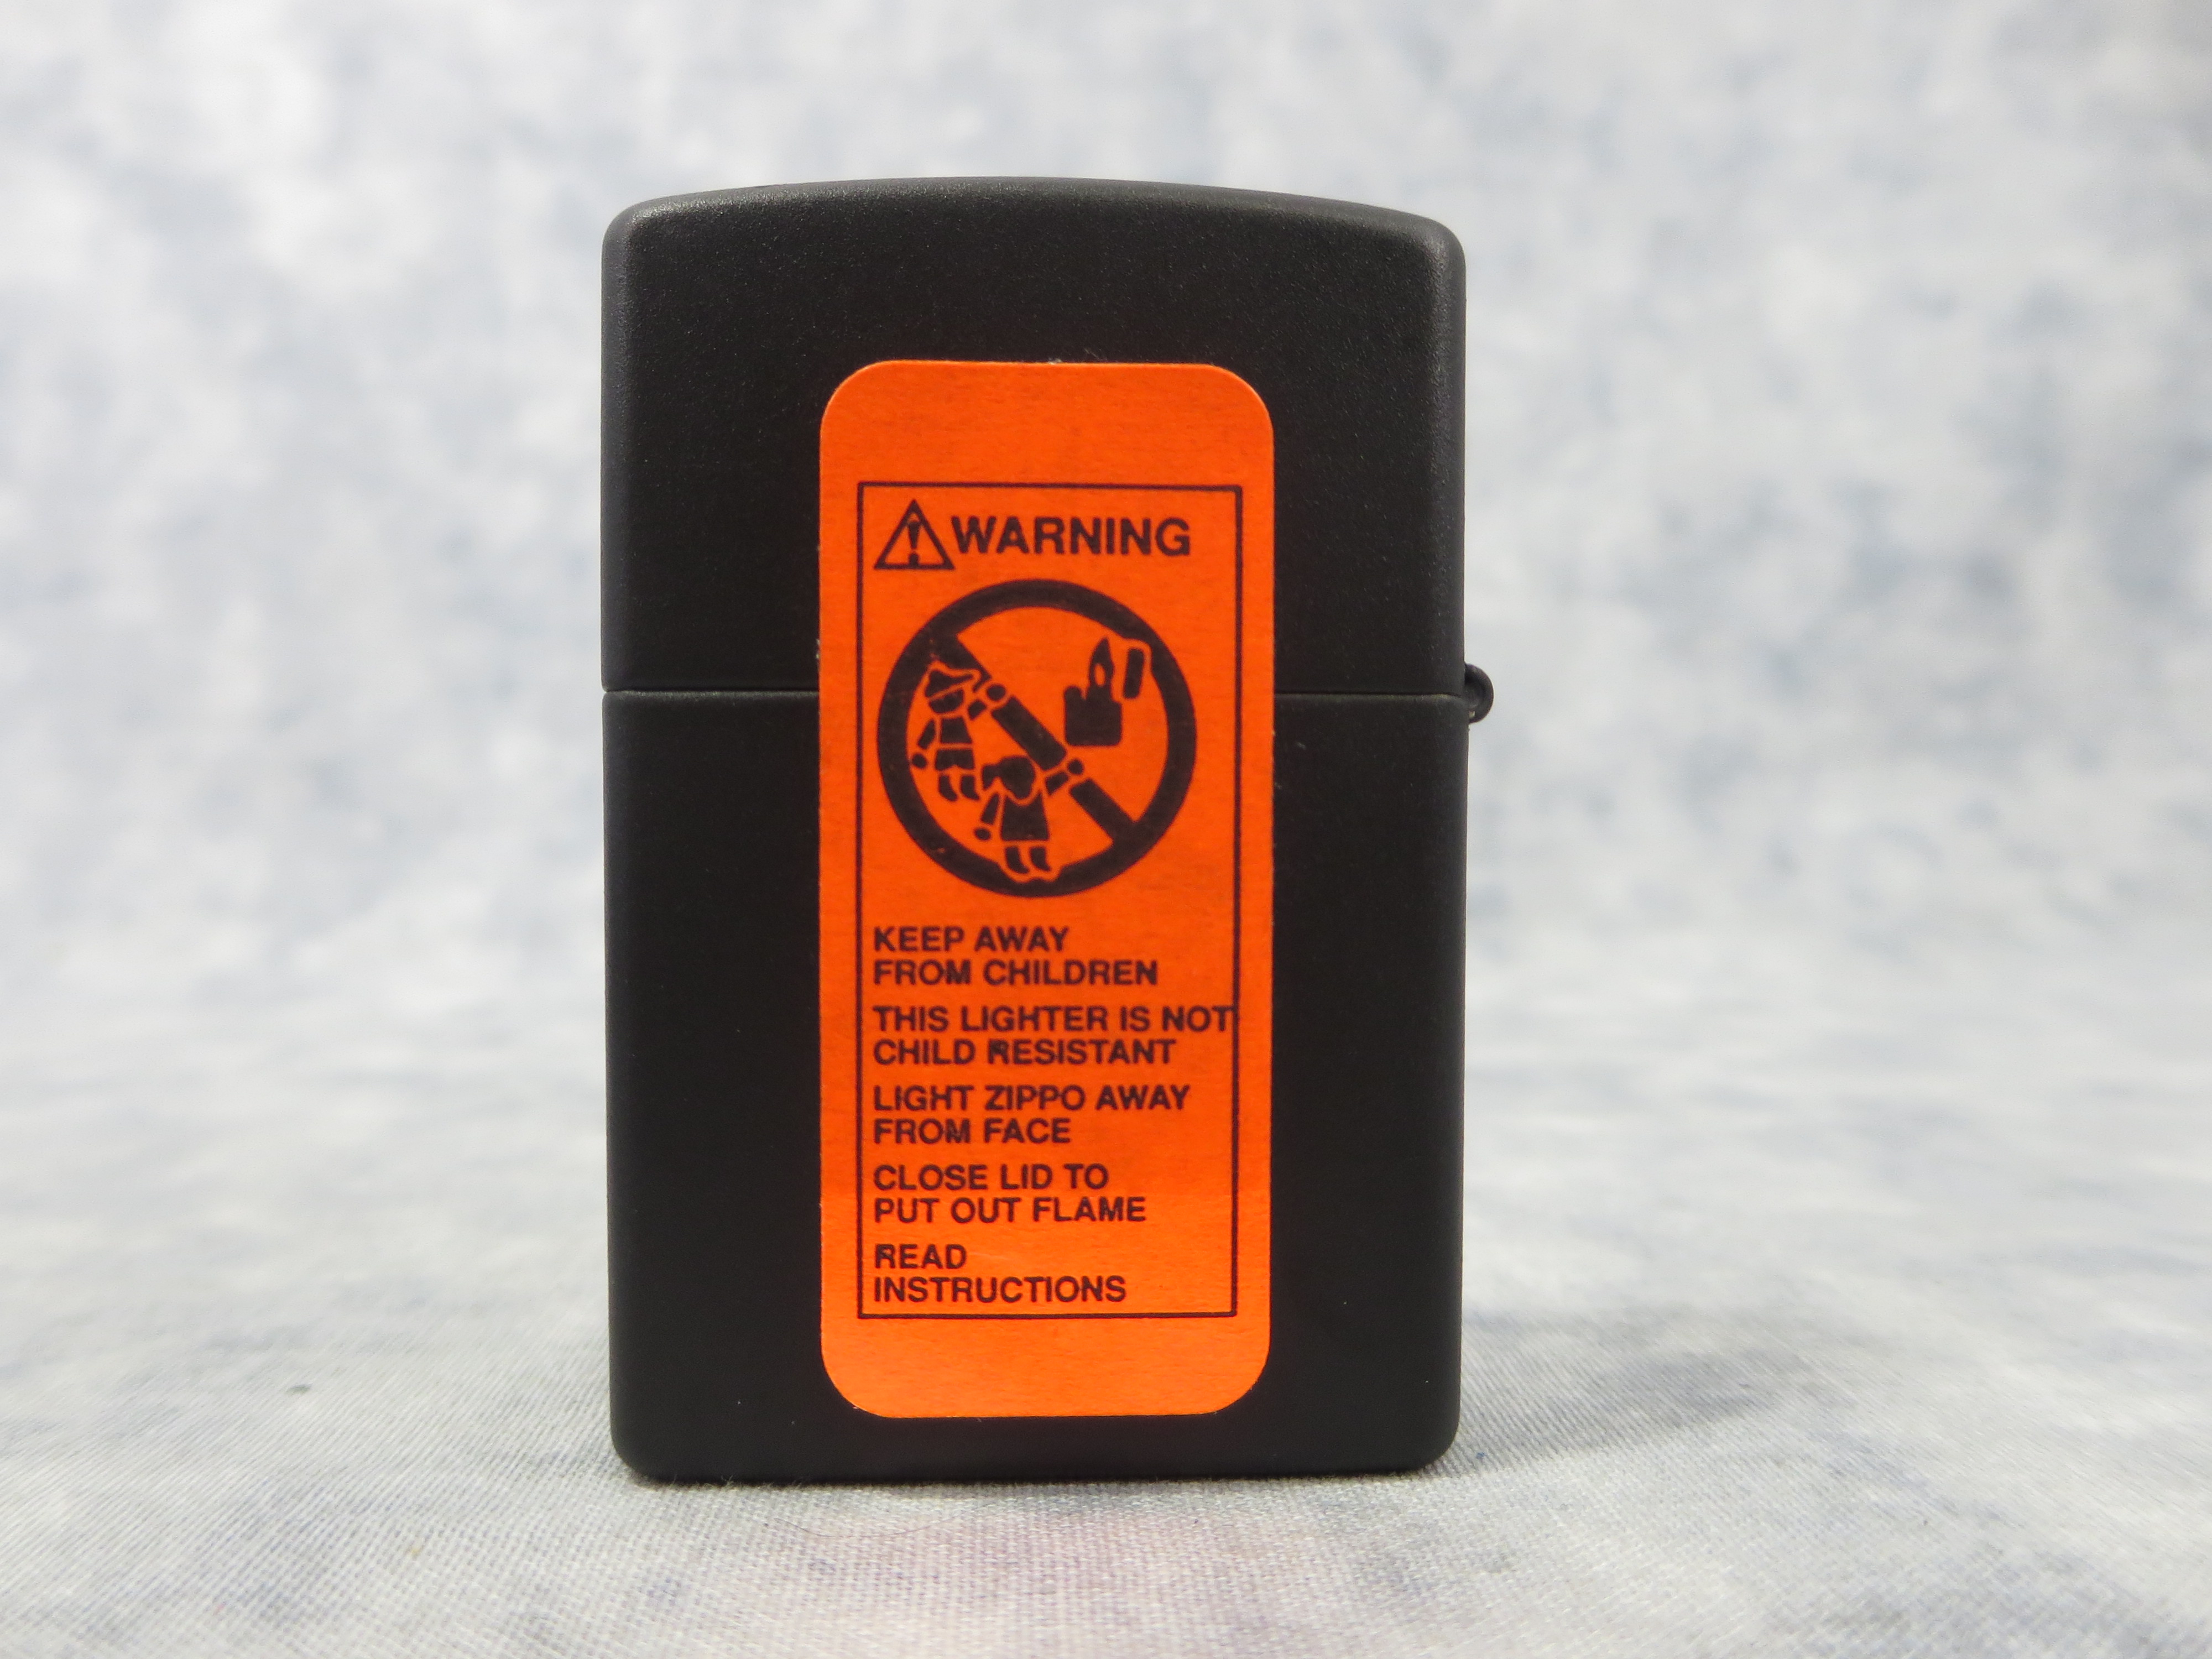 WARNING
KEEP AWAY
FROM CHILDREN
THIS LIGHTER IS NOT
CHILD RESISTANT
LIGHT ZIPPO AWAY
FROM FACE
CLOSE LID TO
PUT OUT FLAME
READ
INSTRUCTIONS